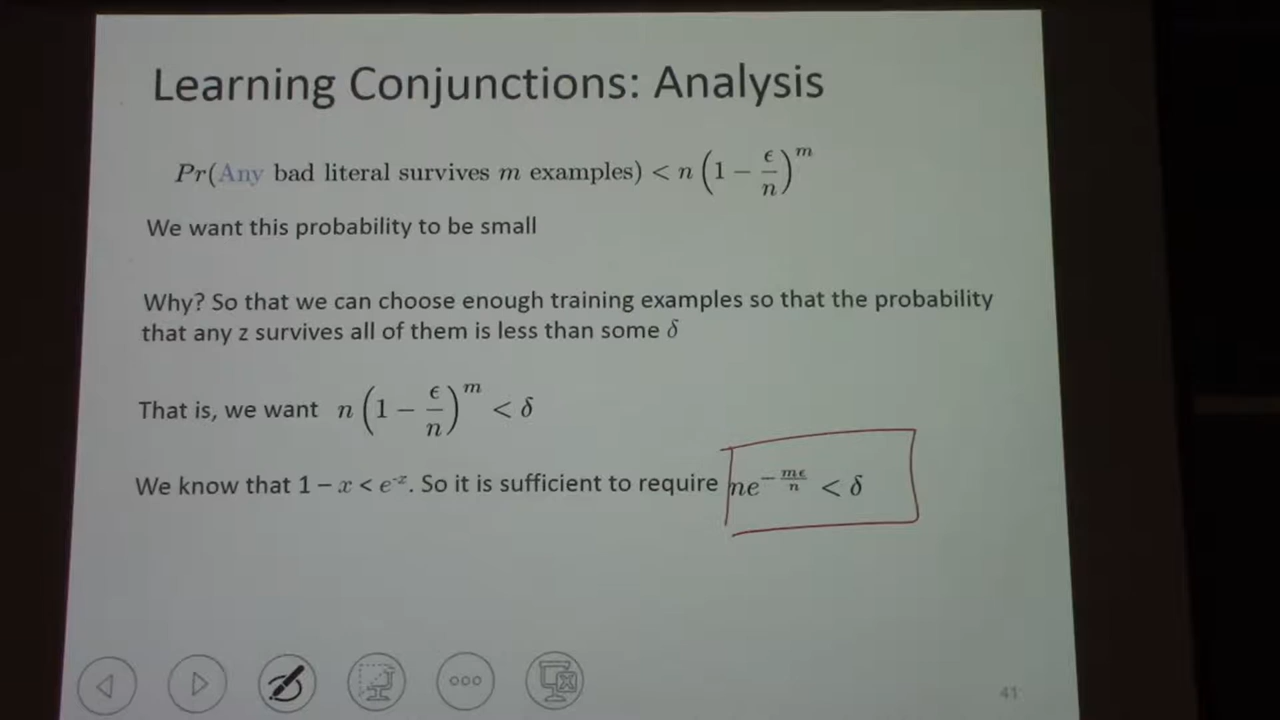 Learning Conjunctions: Analysis
Pr(Any bad literal survives m examples) < n (1 − ϵ/n)^m
We want this probability to be small
Why? So that we can choose enough training examples so that the probability
that any z survives all of them is less than some δ
That is, we want n (1 − ϵ/n)^m < δ
We know that 1 − x < e^-x. So it is sufficient to require ne^(−mϵ/n) < δ
41